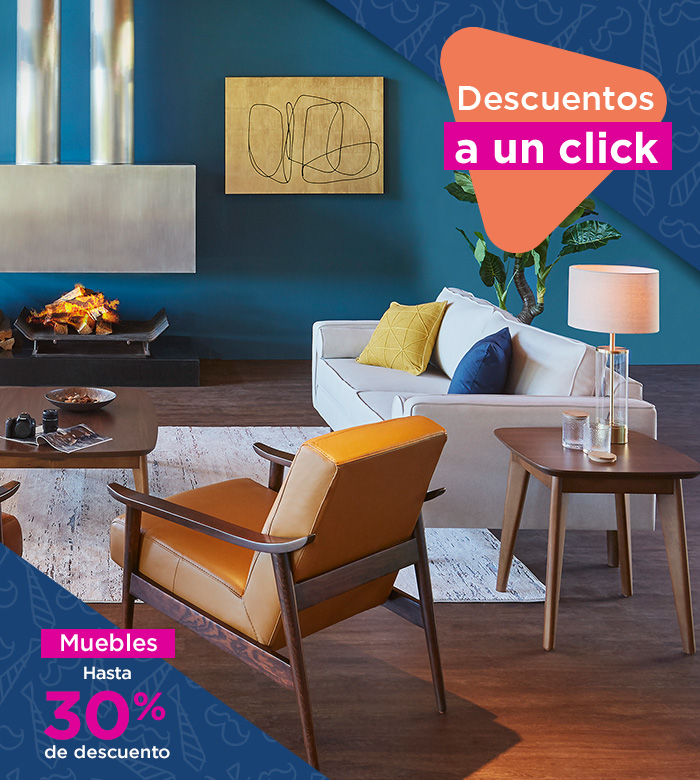 Descuentos
a un click
Muebles
Hasta
30%
de descuento